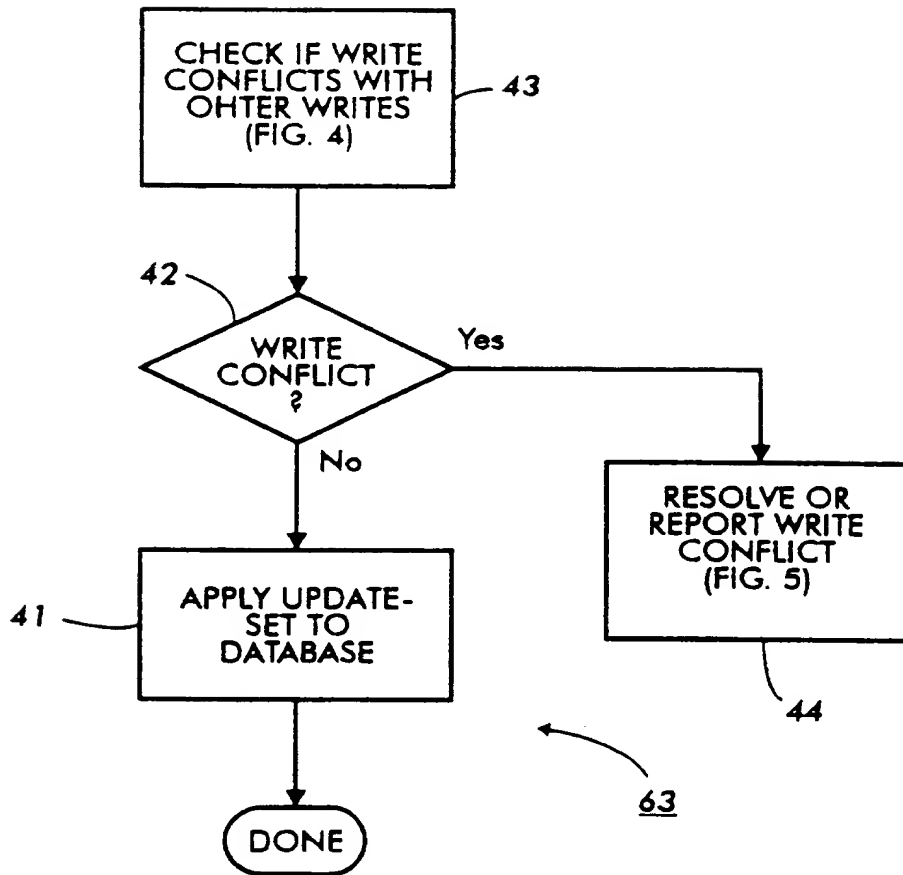 CHECK IF WRITE
CONFLICTS WITH
OHTER WRITES
(FIG. 4)
43
42
WRITE
CONFLICT
?
Yes
No
RESOLVE OR
REPORT WRITE
CONFLICT
(FIG. 5)
44
41
APPLY UPDATE-
SET TO
DATABASE
63
DONE